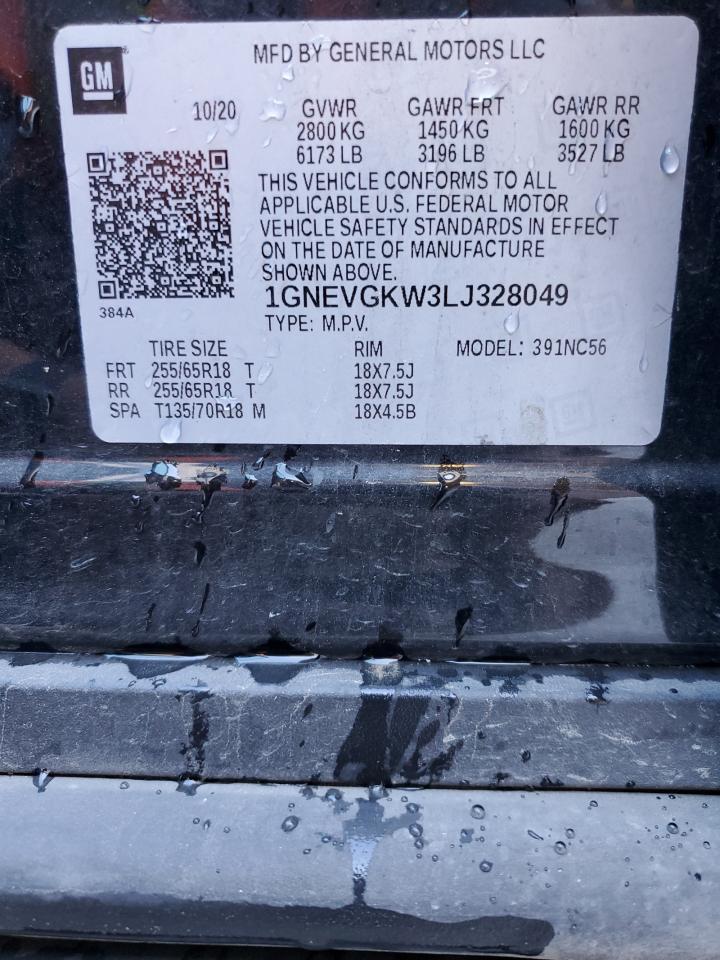 GM
MFD BY GENERAL MOTORS LLC
10/20 GVWR GAWR FRT GAWR RR
2800 KG 1450 KG 1600 KG
6173 LB 3196 LB 3527 LB
THIS VEHICLE CONFORMS TO ALL
APPLICABLE U.S. FEDERAL MOTOR
VEHICLE SAFETY STANDARDS IN EFFECT
ON THE DATE OF MANUFACTURE
SHOWN ABOVE.
384A
1GNEVGKW3LJ328049
TYPE: M.P.V.
TIRE SIZE RIM MODEL: 391NC56
FRT 255/65R18 T 18X7.5J
RR 255/65R18 T 18X7.5J
SPA T135/70R18 M 18X4.5B